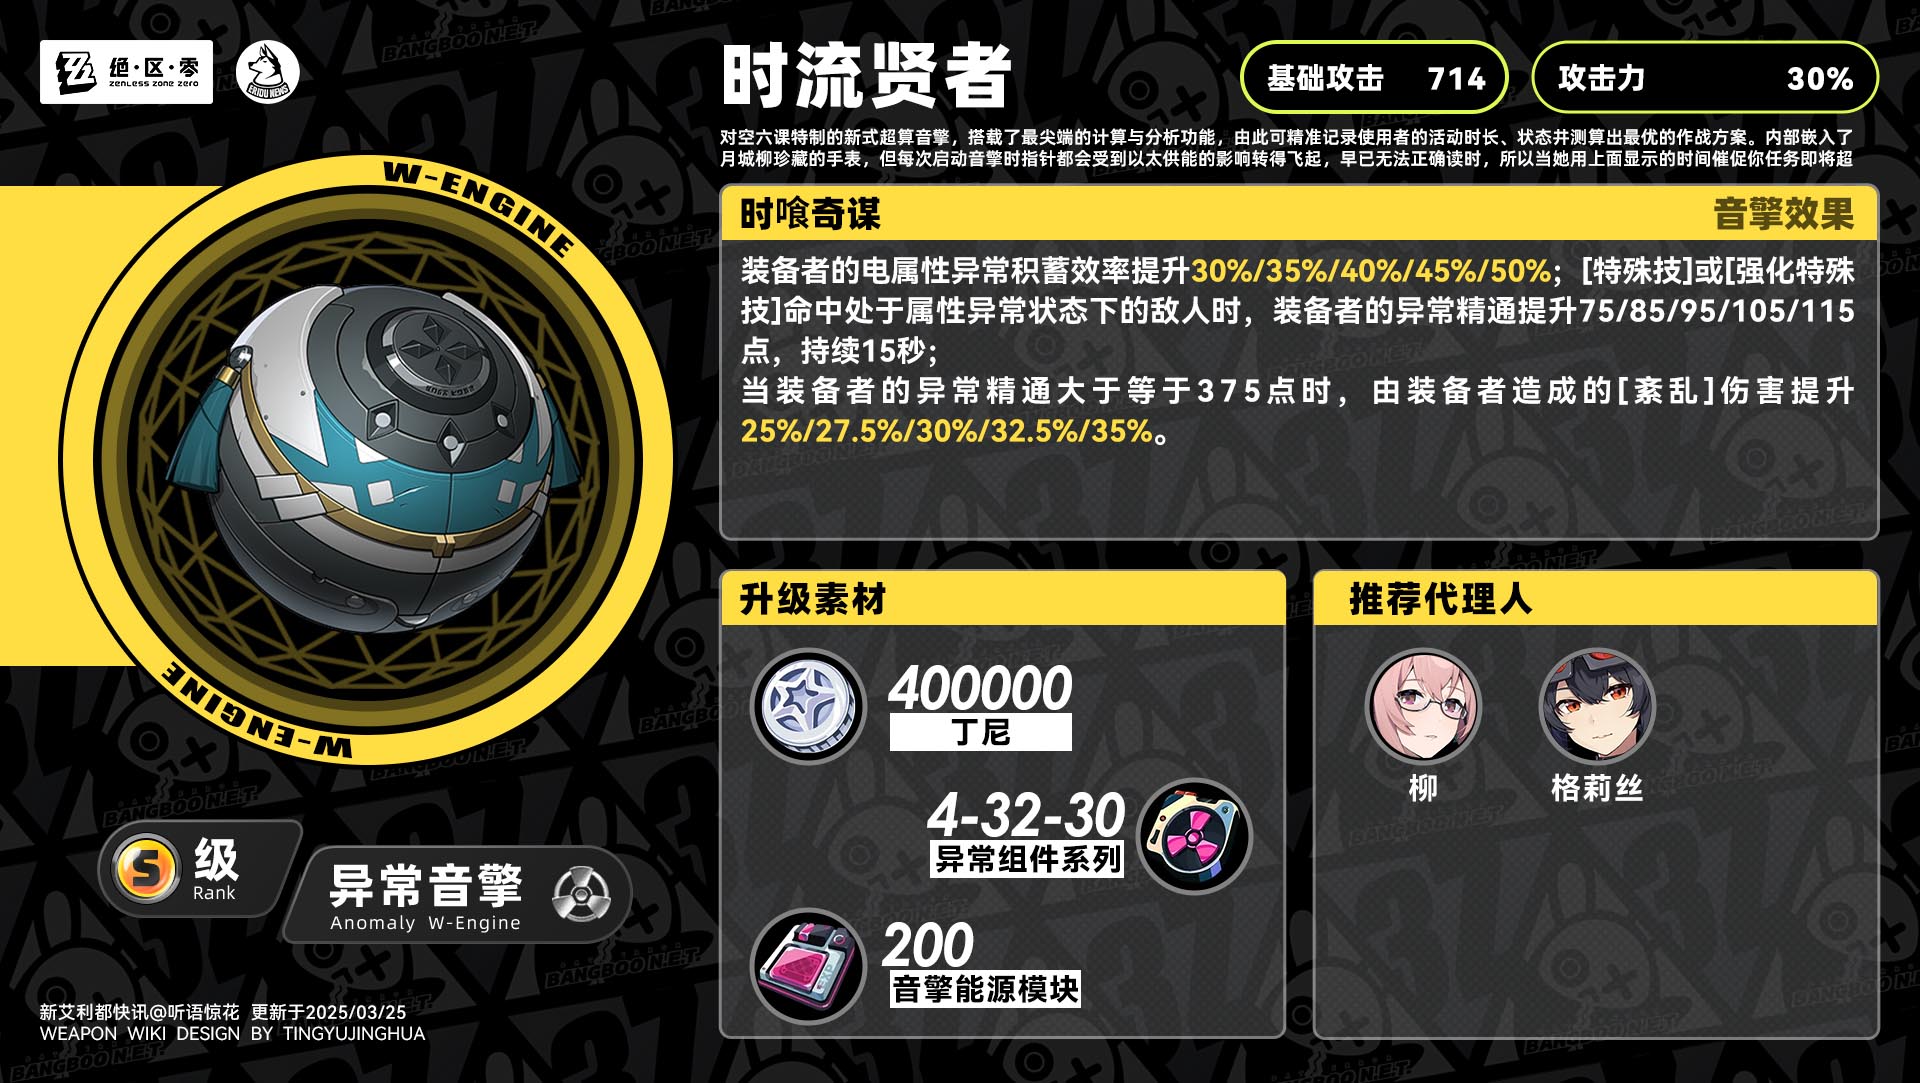 绝·区·零
ZENLESS ZONE ZERO
ERIDU NEWS
时流贤者
基础攻击 714
攻击力 30%
对空六课特制的新式超算音擎，搭载了最尖端的计算与分析功能，由此可精准记录使用者的活动时长、状态并测算出最优的作战方案。内部嵌入了
月城柳珍藏的手表，但每次启动音擎时指针都会受到以太供能的影响转得飞起，早已无法正确读时，所以当她用上面显示的时间催促你任务即将超
W-ENGINE
W-ENGINE
时喰奇谋
音擎效果
装备者的电属性异常积蓄效率提升30%/35%/40%/45%/50%；[特殊技]或[强化特殊
技]命中处于属性异常状态下的敌人时，装备者的异常精通提升75/85/95/105/115
点，持续15秒；
当装备者的异常精通大于等于375点时，由装备者造成的[紊乱]伤害提升
25%/27.5%/30%/32.5%/35%。
升级素材
400000
丁尼
4-32-30
异常组件系列
200
音擎能源模块
推荐代理人
柳
格莉丝
S
级
Rank
异常音擎
Anomaly W-Engine
新艾利都快讯@听语惊花 更新于2025/03/25
WEAPON WIKI DESIGN BY TINGYUJINGHUA
BANGBOO N.E.T.